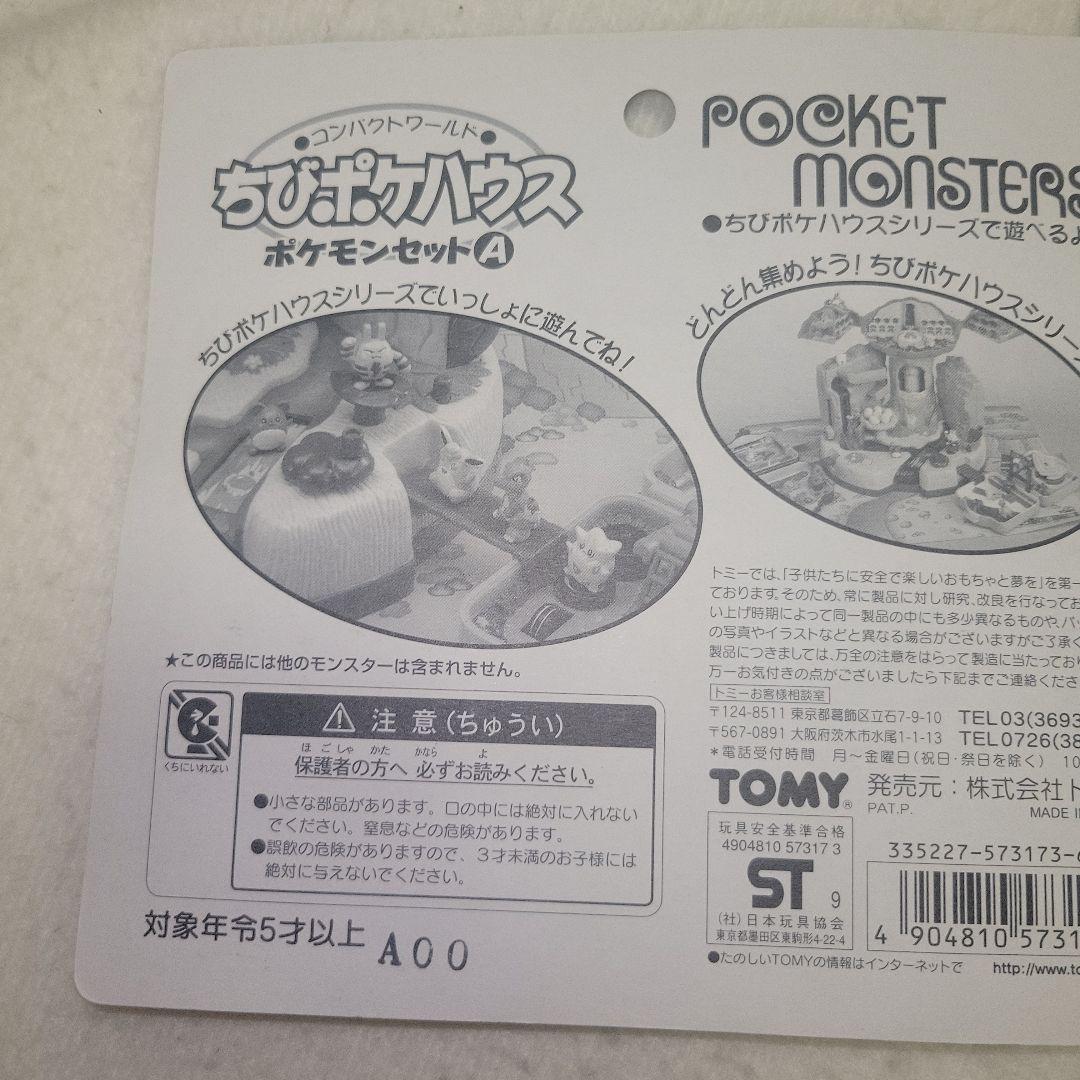 ●コンパクトワールド●
ちびポケハウス
ポケモンセットA
ちびポケハウスシリーズでいっしょに遊んでね!
★この商品には他のモンスターは含まれません。
くちにいれない
⚠ 注意(ちゅうい)
ほごしゃ かた かなら よ
保護者の方へ 必ずお読みください。
●小さな部品があります。口の中には絶対に入れない
でください。窒息などの危険があります。
●誤飲の危険がありますので、3才未満のお子様には
絶対に与えないでください。
対象年令5才以上
A00
POCKET
MONSTERS
●ちびポケハウスシリーズで遊べるよ
どんどん集めよう!ちびポケハウスシリーズ
トミーでは、「子供たちに安全で楽しいおもちゃと夢を」を第一
ております。そのため、常に製品に対し研究、改良を行なってお
い上げ時期によって同一製品の中にも多少異なるものや、パッ
の写真やイラストなどと異なる場合がございますがご了承く
製品につきましては、万全の注意をはらって製造に当たっており
万一お気付きの点がございましたら下記までご連絡くださ
トミーお客様相談室
〒124-8511 東京都葛飾区立石7-9-10 TEL03(3693
〒567-0891 大阪府茨木市水尾1-1-13 TEL0726(38
*電話受付時間 月〜金曜日(祝日・祭日を除く) 10
TOMY® 発売元:株式会社ト
PAT.P. MADE I
玩具安全基準合格
4904810 57317 3
ST 9
(社)日本玩具協会
東京都墨田区東駒形4-22-4
335227-573173-
4 904810 5731
●たのしいTOMYの情報はインターネットで http://www.to